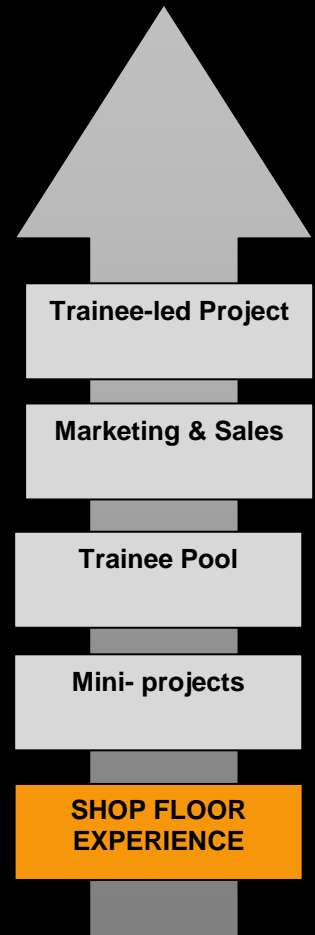 Trainee-led Project
Marketing & Sales
Trainee Pool
Mini- projects
SHOP FLOOR
EXPERIENCE